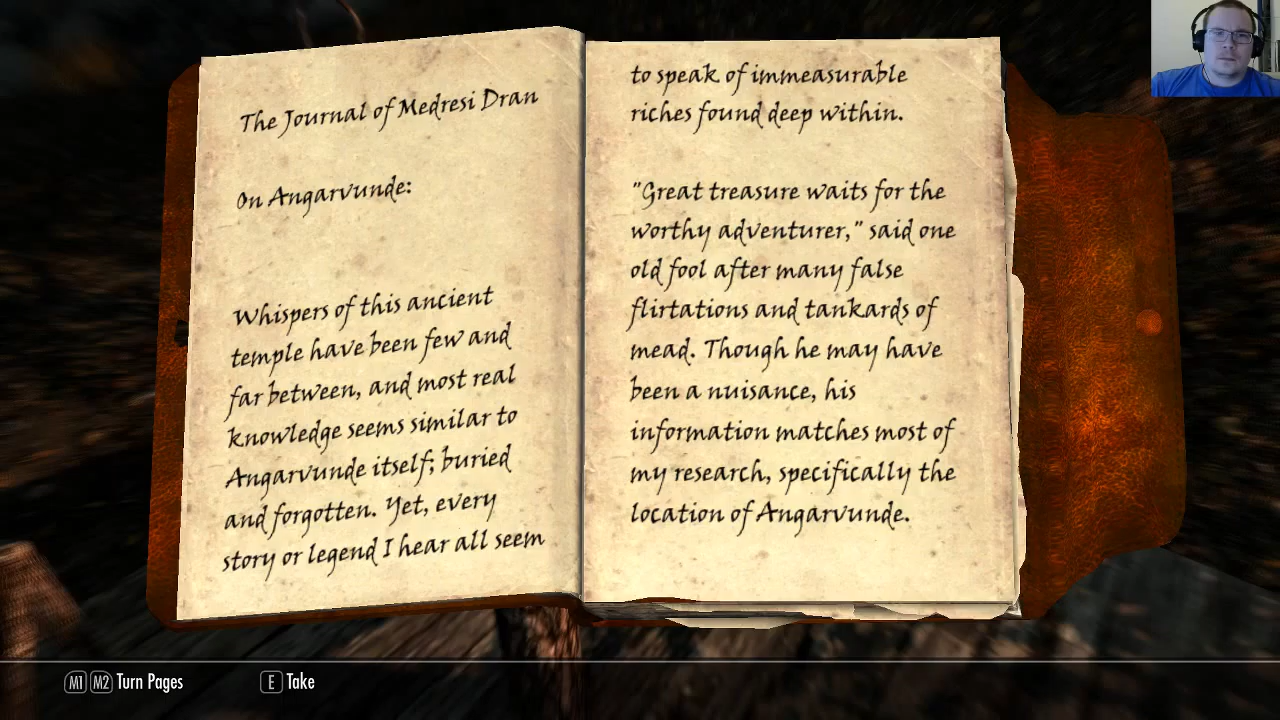 The Journal of Medresi Dran
On Angarvunde:
Whispers of this ancient
temple have been few and
far between, and most real
knowledge seems similar to
Angarvunde itself; buried
and forgotten. Yet, every
story or legend I hear all seem
to speak of immeasurable
riches found deep within.
"Great treasure waits for the
worthy adventurer," said one
old fool after many false
flirtations and tankards of
mead. Though he may have
been a nuisance, his
information matches most of
my research, specifically the
location of Angarvunde.
M1 M2 Turn Pages
E Take